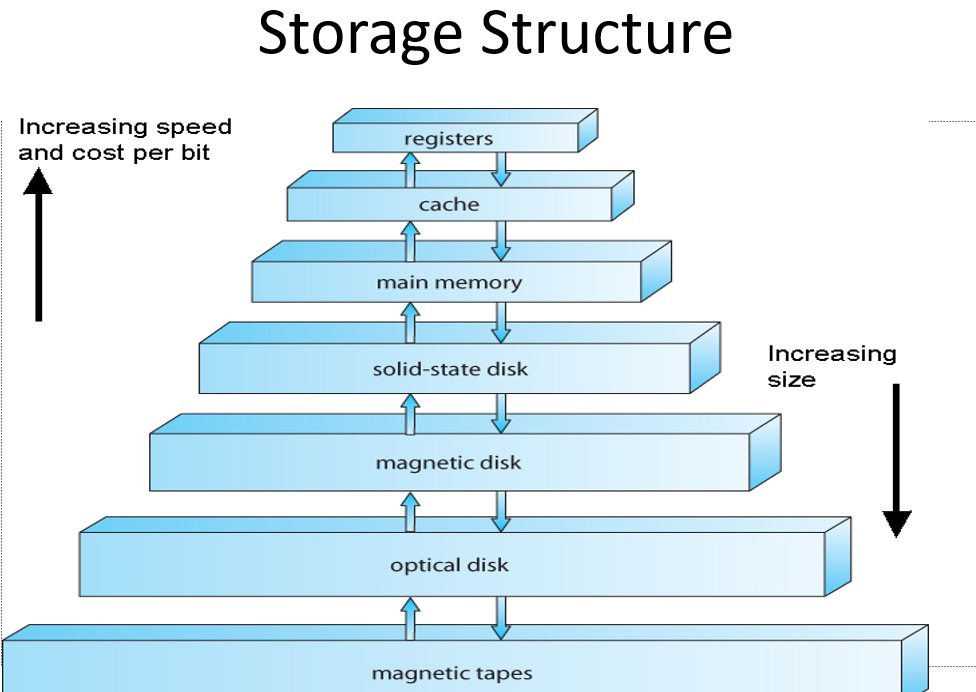 Storage Structure
Increasing speed
and cost per bit
registers
cache
main memory
solid-state disk
Increasing
size
magnetic disk
optical disk
magnetic tapes